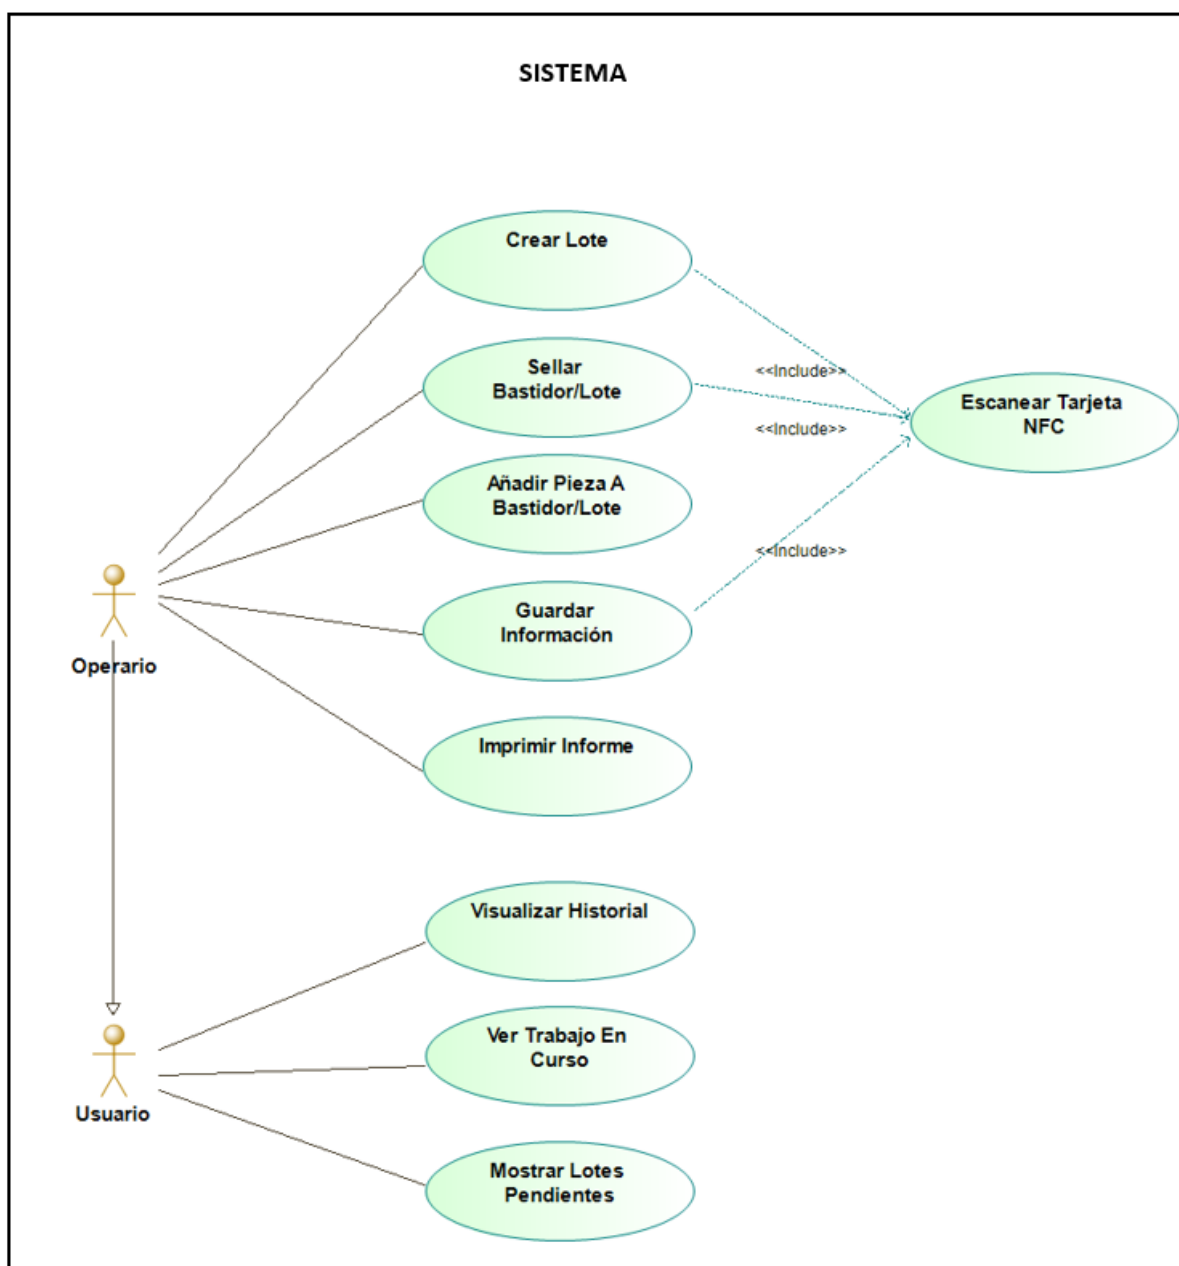 SISTEMA
Crear Lote
Sellar
Bastidor/Lote
<<Include>>
Escanear Tarjeta
NFC
<<Include>>
Añadir Pieza A
Bastidor/Lote
<<Include>>
Guardar
Información
Operario
Imprimir Informe
Visualizar Historial
Ver Trabajo En
Curso
Usuario
Mostrar Lotes
Pendientes